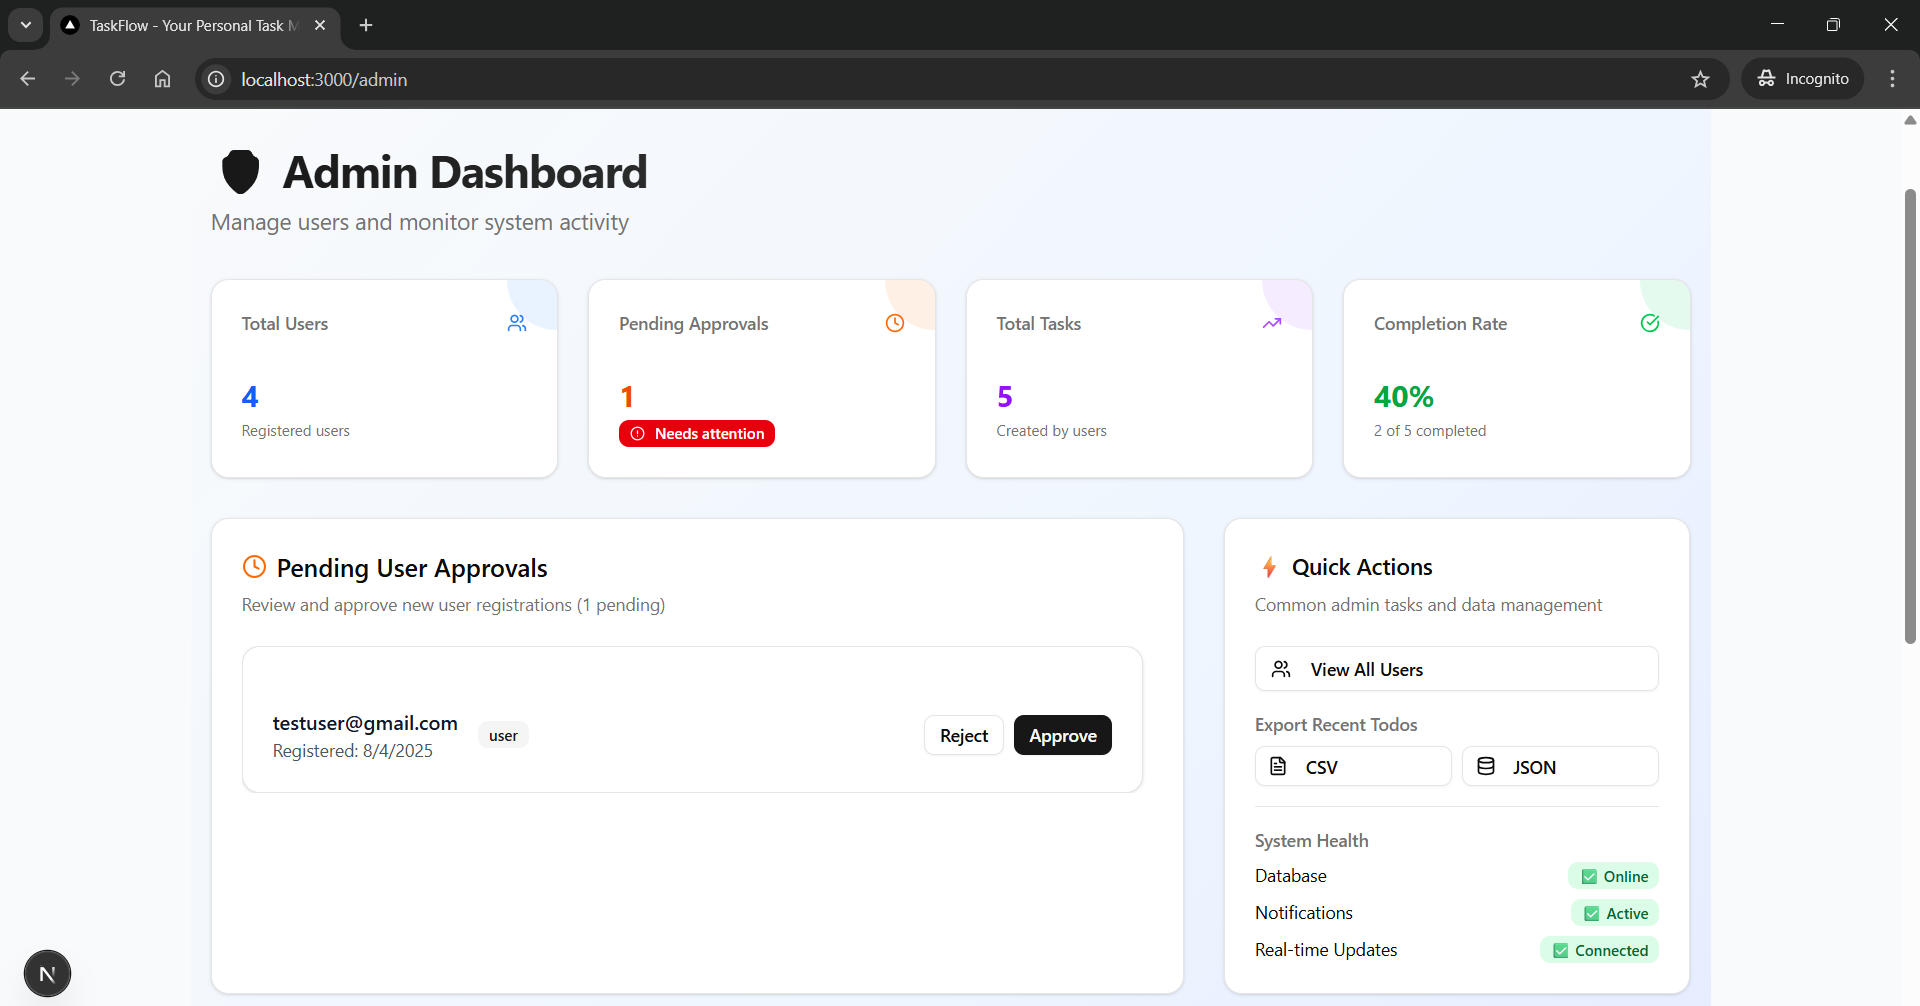 TaskFlow - Your Personal Task M
localhost:3000/admin
Incognito
Admin Dashboard
Manage users and monitor system activity
Total Users
4
Registered users
Pending Approvals
1
Needs attention
Total Tasks
5
Created by users
Completion Rate
40%
2 of 5 completed
Pending User Approvals
Review and approve new user registrations (1 pending)
testuser@gmail.com
Registered: 8/4/2025
user
Reject
Approve
Quick Actions
Common admin tasks and data management
View All Users
Export Recent Todos
CSV
JSON
System Health
Database
Online
Notifications
Active
Real-time Updates
Connected
N